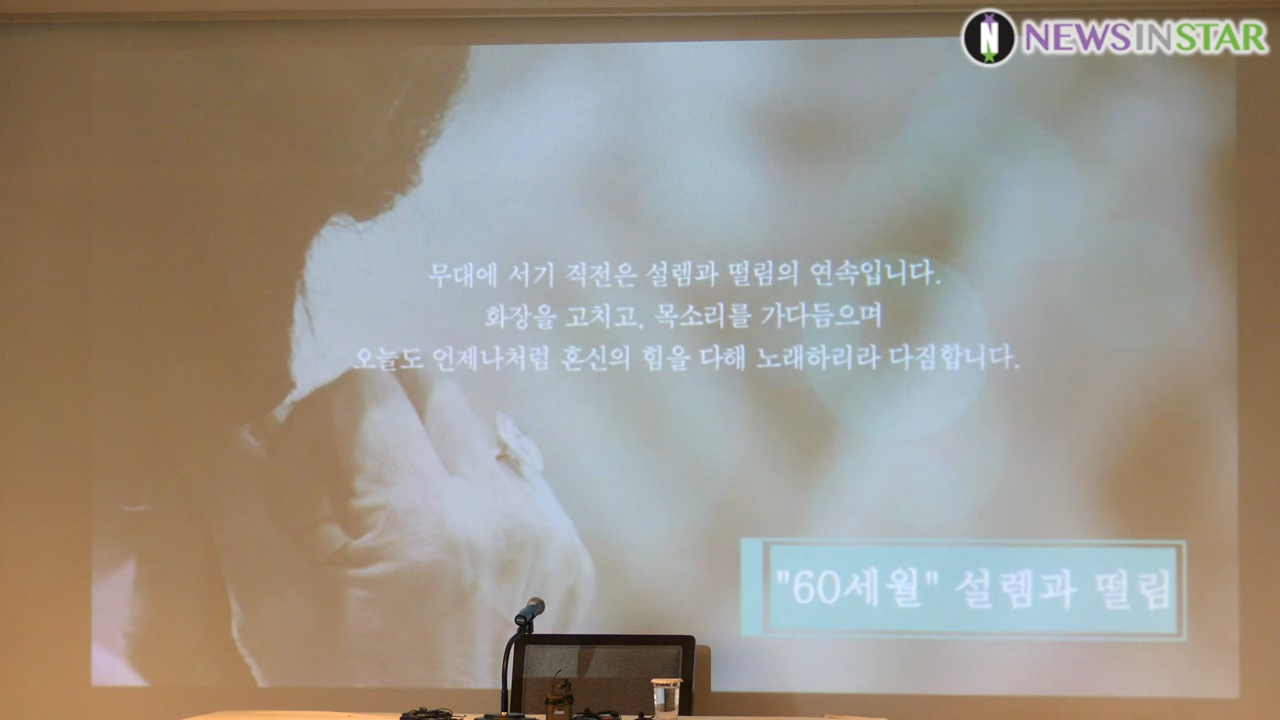 NEWSINSTAR
무대에 서기 직전은 설렘과 떨림의 연속입니다.
화장을 고치고, 목소리를 가다듬으며
오늘도 언제나처럼 혼신의 힘을 다해 노래하리라 다짐합니다.
"60세월" 설렘과 떨림